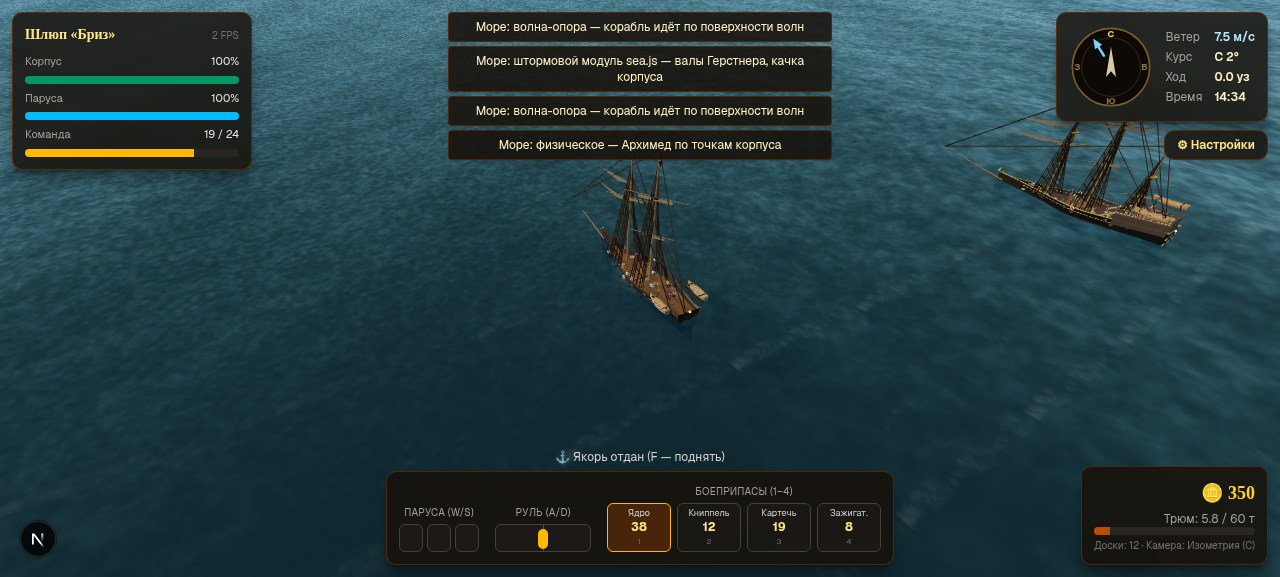 Шлюп «Бриз»
2 FPS
Корпус
100%
Паруса
100%
Команда
19 / 24
Море: волна-опора — корабль идёт по поверхности волн
Море: штормовой модуль sea.js — валы Герстнера, качка
корпуса
Море: волна-опора — корабль идёт по поверхности волн
Море: физическое — Архимед по точкам корпуса
С
З
В
Ю
Ветер 7.5 м/с
Курс С 2°
Ход 0.0 уз
Время 14:34
⚙ Настройки
⚓ Якорь отдан (F — поднять)
ПАРУСА (W/S)
РУЛЬ (A/D)
БОЕПРИПАСЫ (1–4)
Ядро
38
1
Книппель
12
2
Картечь
19
3
Зажигат.
8
4
350
Трюм: 5.8 / 60 т
Доски: 12 · Камера: Изометрия (C)
N